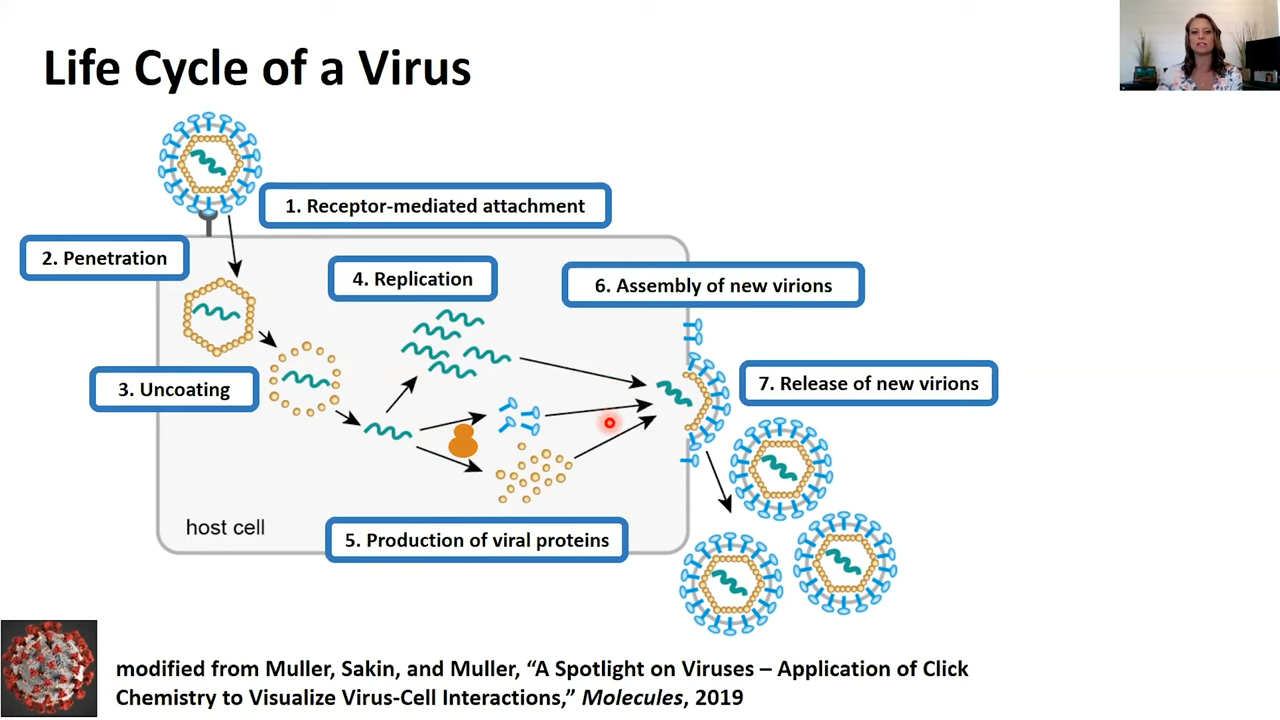 Life Cycle of a Virus
1. Receptor-mediated attachment
2. Penetration
4. Replication
6. Assembly of new virions
3. Uncoating
7. Release of new virions
host cell
5. Production of viral proteins
modified from Muller, Sakin, and Muller, “A Spotlight on Viruses – Application of Click
Chemistry to Visualize Virus-Cell Interactions,” Molecules, 2019